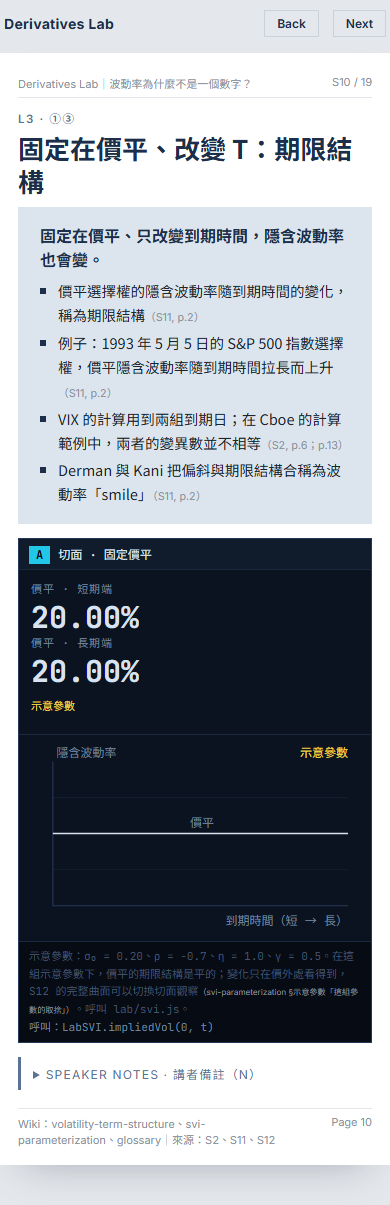 Derivatives Lab
Back
Next
Derivatives Lab｜波動率為什麼不是一個數字？
S10 / 19
L3 · ①③
固定在價平、改變 T：期限結
構
固定在價平、只改變到期時間，隱含波動率
也會變。
價平選擇權的隱含波動率隨到期時間的變化，
稱為期限結構（S11, p.2）
例子：1993 年 5 月 5 日的 S&P 500 指數選擇
權，價平隱含波動率隨到期時間拉長而上升
（S11, p.2）
VIX 的計算用到兩組到期日；在 Cboe 的計算
範例中，兩者的變異數並不相等（S2, p.6；p.13）
Derman 與 Kani 把偏斜與期限結構合稱為波
動率「smile」（S11, p.2）
A 切面 · 固定價平
價平 · 短期端
20.00%
價平 · 長期端
20.00%
示意參數
隱含波動率
示意參數
價平
到期時間（短 → 長）
示意參數：σ₀ = 0.20、ρ = -0.7、η = 1.0、γ = 0.5。在這
組示意參數下，價平的期限結構是平的；變化只在價外處看得到，
S12 的完整曲面可以切換切面觀察（svi-parameterization §示意參數「這組參
數的取捨」）。呼叫 lab/svi.js。
呼叫：LabSVI.impliedVol(0, t)
▶ SPEAKER NOTES · 講者備註（N）
Wiki：volatility-term-structure、svi-
parameterization、glossary｜來源：S2、S11、S12
Page 10